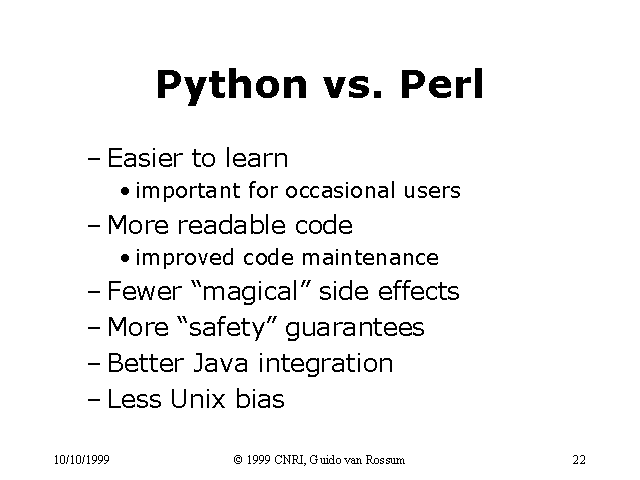 Python vs. Perl
– Easier to learn
• important for occasional users
– More readable code
• improved code maintenance
– Fewer “magical” side effects
– More “safety” guarantees
– Better Java integration
– Less Unix bias
10/10/1999 © 1999 CNRI, Guido van Rossum 22